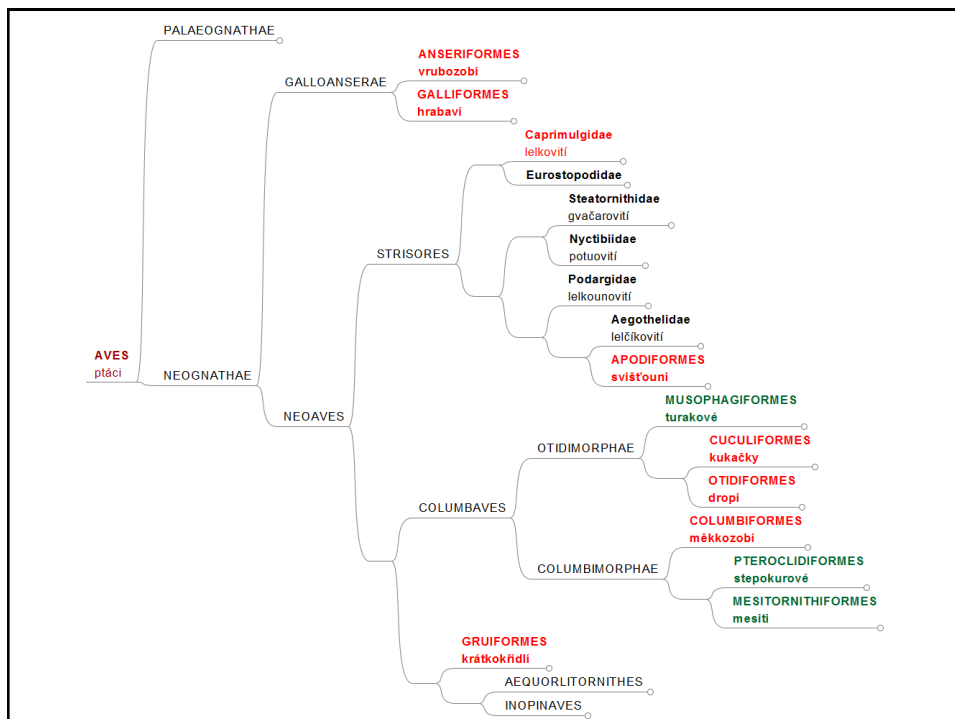 PALAEOGNATHAE
ANSERIFORMES
vrubozobí
GALLOANSERAE
GALLIFORMES
hrabaví
Caprimulgidae
lelkovití
Eurostopodidae
Steatornithidae
gvačarovití
STRISORES
Nyctibiidae
potuovití
Podargidae
lelkounovití
Aegothelidae
lelčíkovití
AVES
ptáci
NEOGNATHAE
APODIFORMES
svišťouni
NEOAVES
MUSOPHAGIFORMES
turakové
OTIDIMORPHAE
CUCULIFORMES
kukačky
OTIDIFORMES
dropi
COLUMBAVES
COLUMBIFORMES
měkkozobí
COLUMBIMORPHAE
PTEROCLIDIFORMES
stepokurové
MESITORNITHIFORMES
mesiti
GRUIFORMES
krátkokřídlí
AEQUORLITORNITHES
INOPINAVES